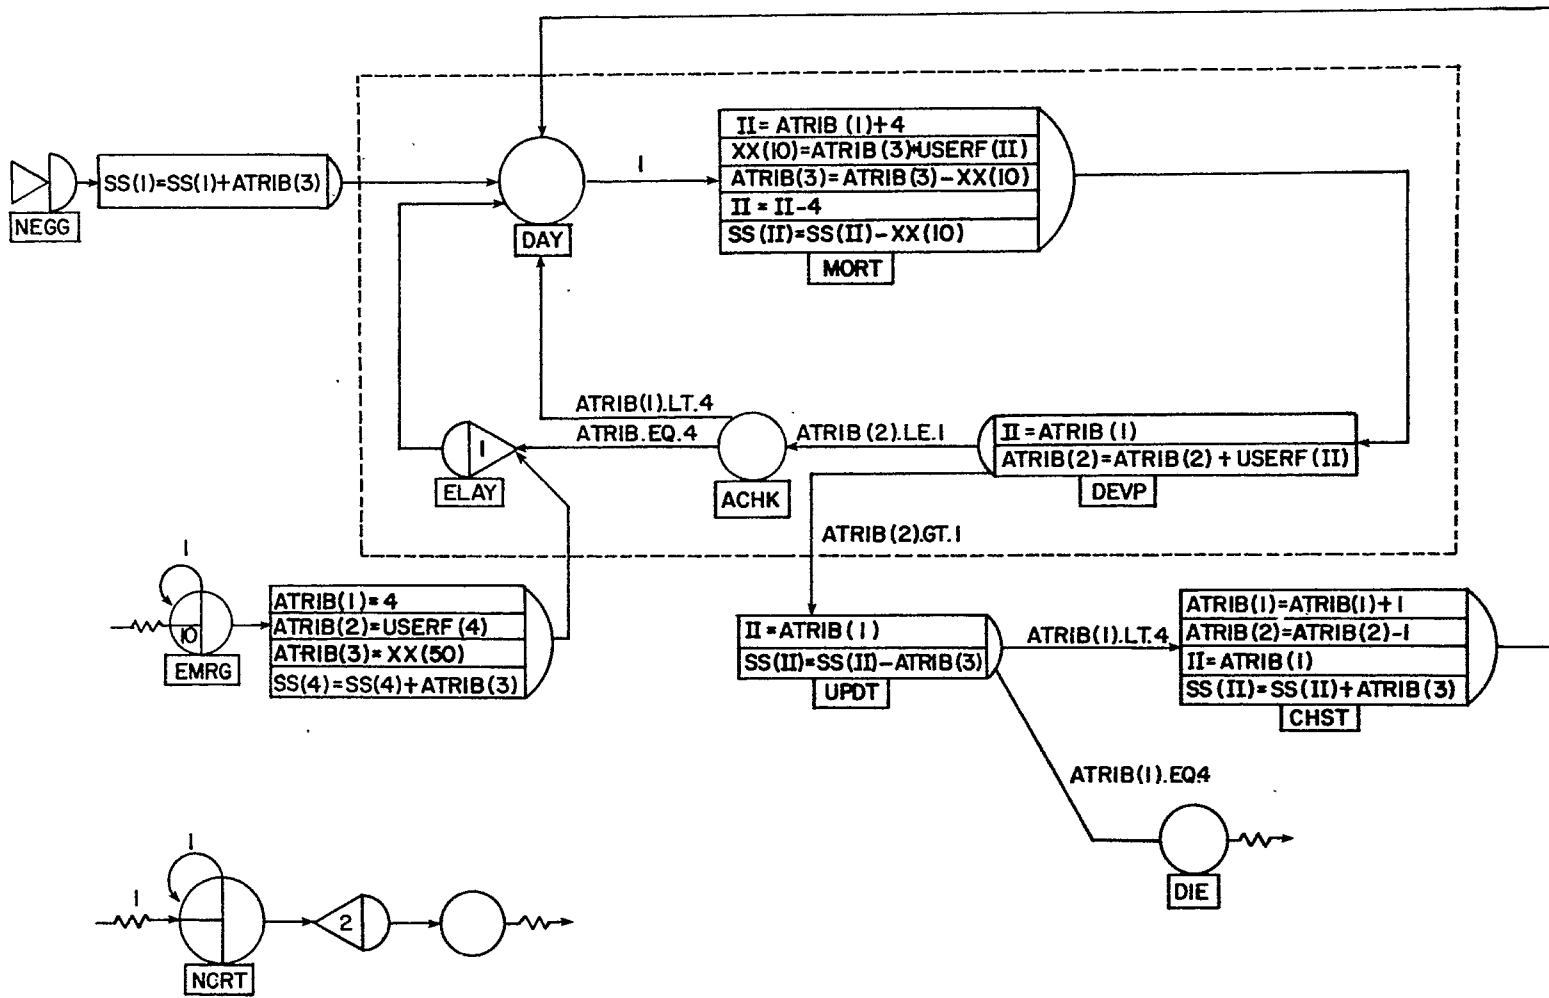 SS(1)=SS(1)+ATRIB(3)
NEGG
DAY
1
II=ATRIB(1)+4
XX(10)=ATRIB(3)*USERF(II)
ATRIB(3)=ATRIB(3)-XX(10)
II=II-4
SS(II)=SS(II)-XX(10)
MORT
ATRIB(1).LT.4
ATRIB.EQ.4
1
ELAY
ACHK
ATRIB(2).LE.1
II=ATRIB(1)
ATRIB(2)=ATRIB(2)+USERF(II)
DEVP
ATRIB(2).GT.1
1
10
EMRG
ATRIB(1)=4
ATRIB(2)=USERF(4)
ATRIB(3)=XX(50)
SS(4)=SS(4)+ATRIB(3)
II=ATRIB(1)
SS(II)=SS(II)-ATRIB(3)
UPDT
ATRIB(1).LT.4
ATRIB(1)=ATRIB(1)+1
ATRIB(2)=ATRIB(2)-1
II=ATRIB(1)
SS(II)=SS(II)+ATRIB(3)
CHST
ATRIB(1).EQ.4
DIE
1
1
NCRT
2